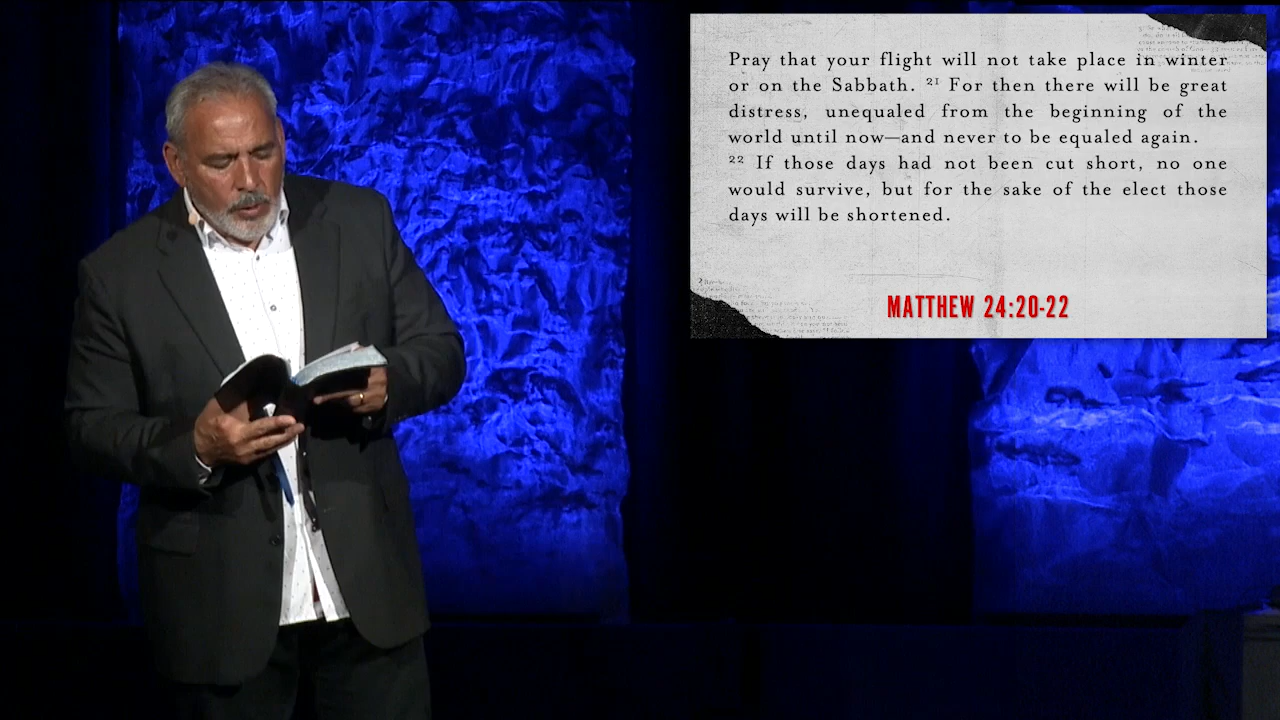 Pray that your flight will not take place in winter
or on the Sabbath. 21 For then there will be great
distress, unequaled from the beginning of the
world until now—and never to be equaled again.
22 If those days had not been cut short, no one
would survive, but for the sake of the elect those
days will be shortened.
MATTHEW 24:20-22